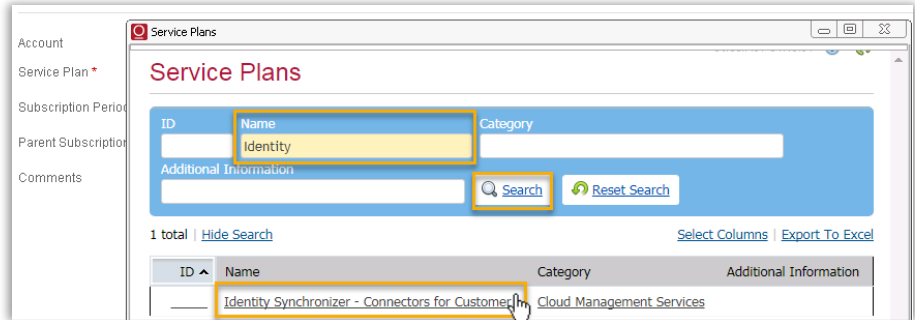 Service Plans
Account
Service Plan *
Subscription Period
Parent Subscription
Comments
Service Plans
ID Name Category
Identity
Additional Information
Search Reset Search
1 total | Hide Search Select Columns | Export To Excel
ID Name Category Additional Information
Identity Synchronizer - Connectors for Customer Cloud Management Services